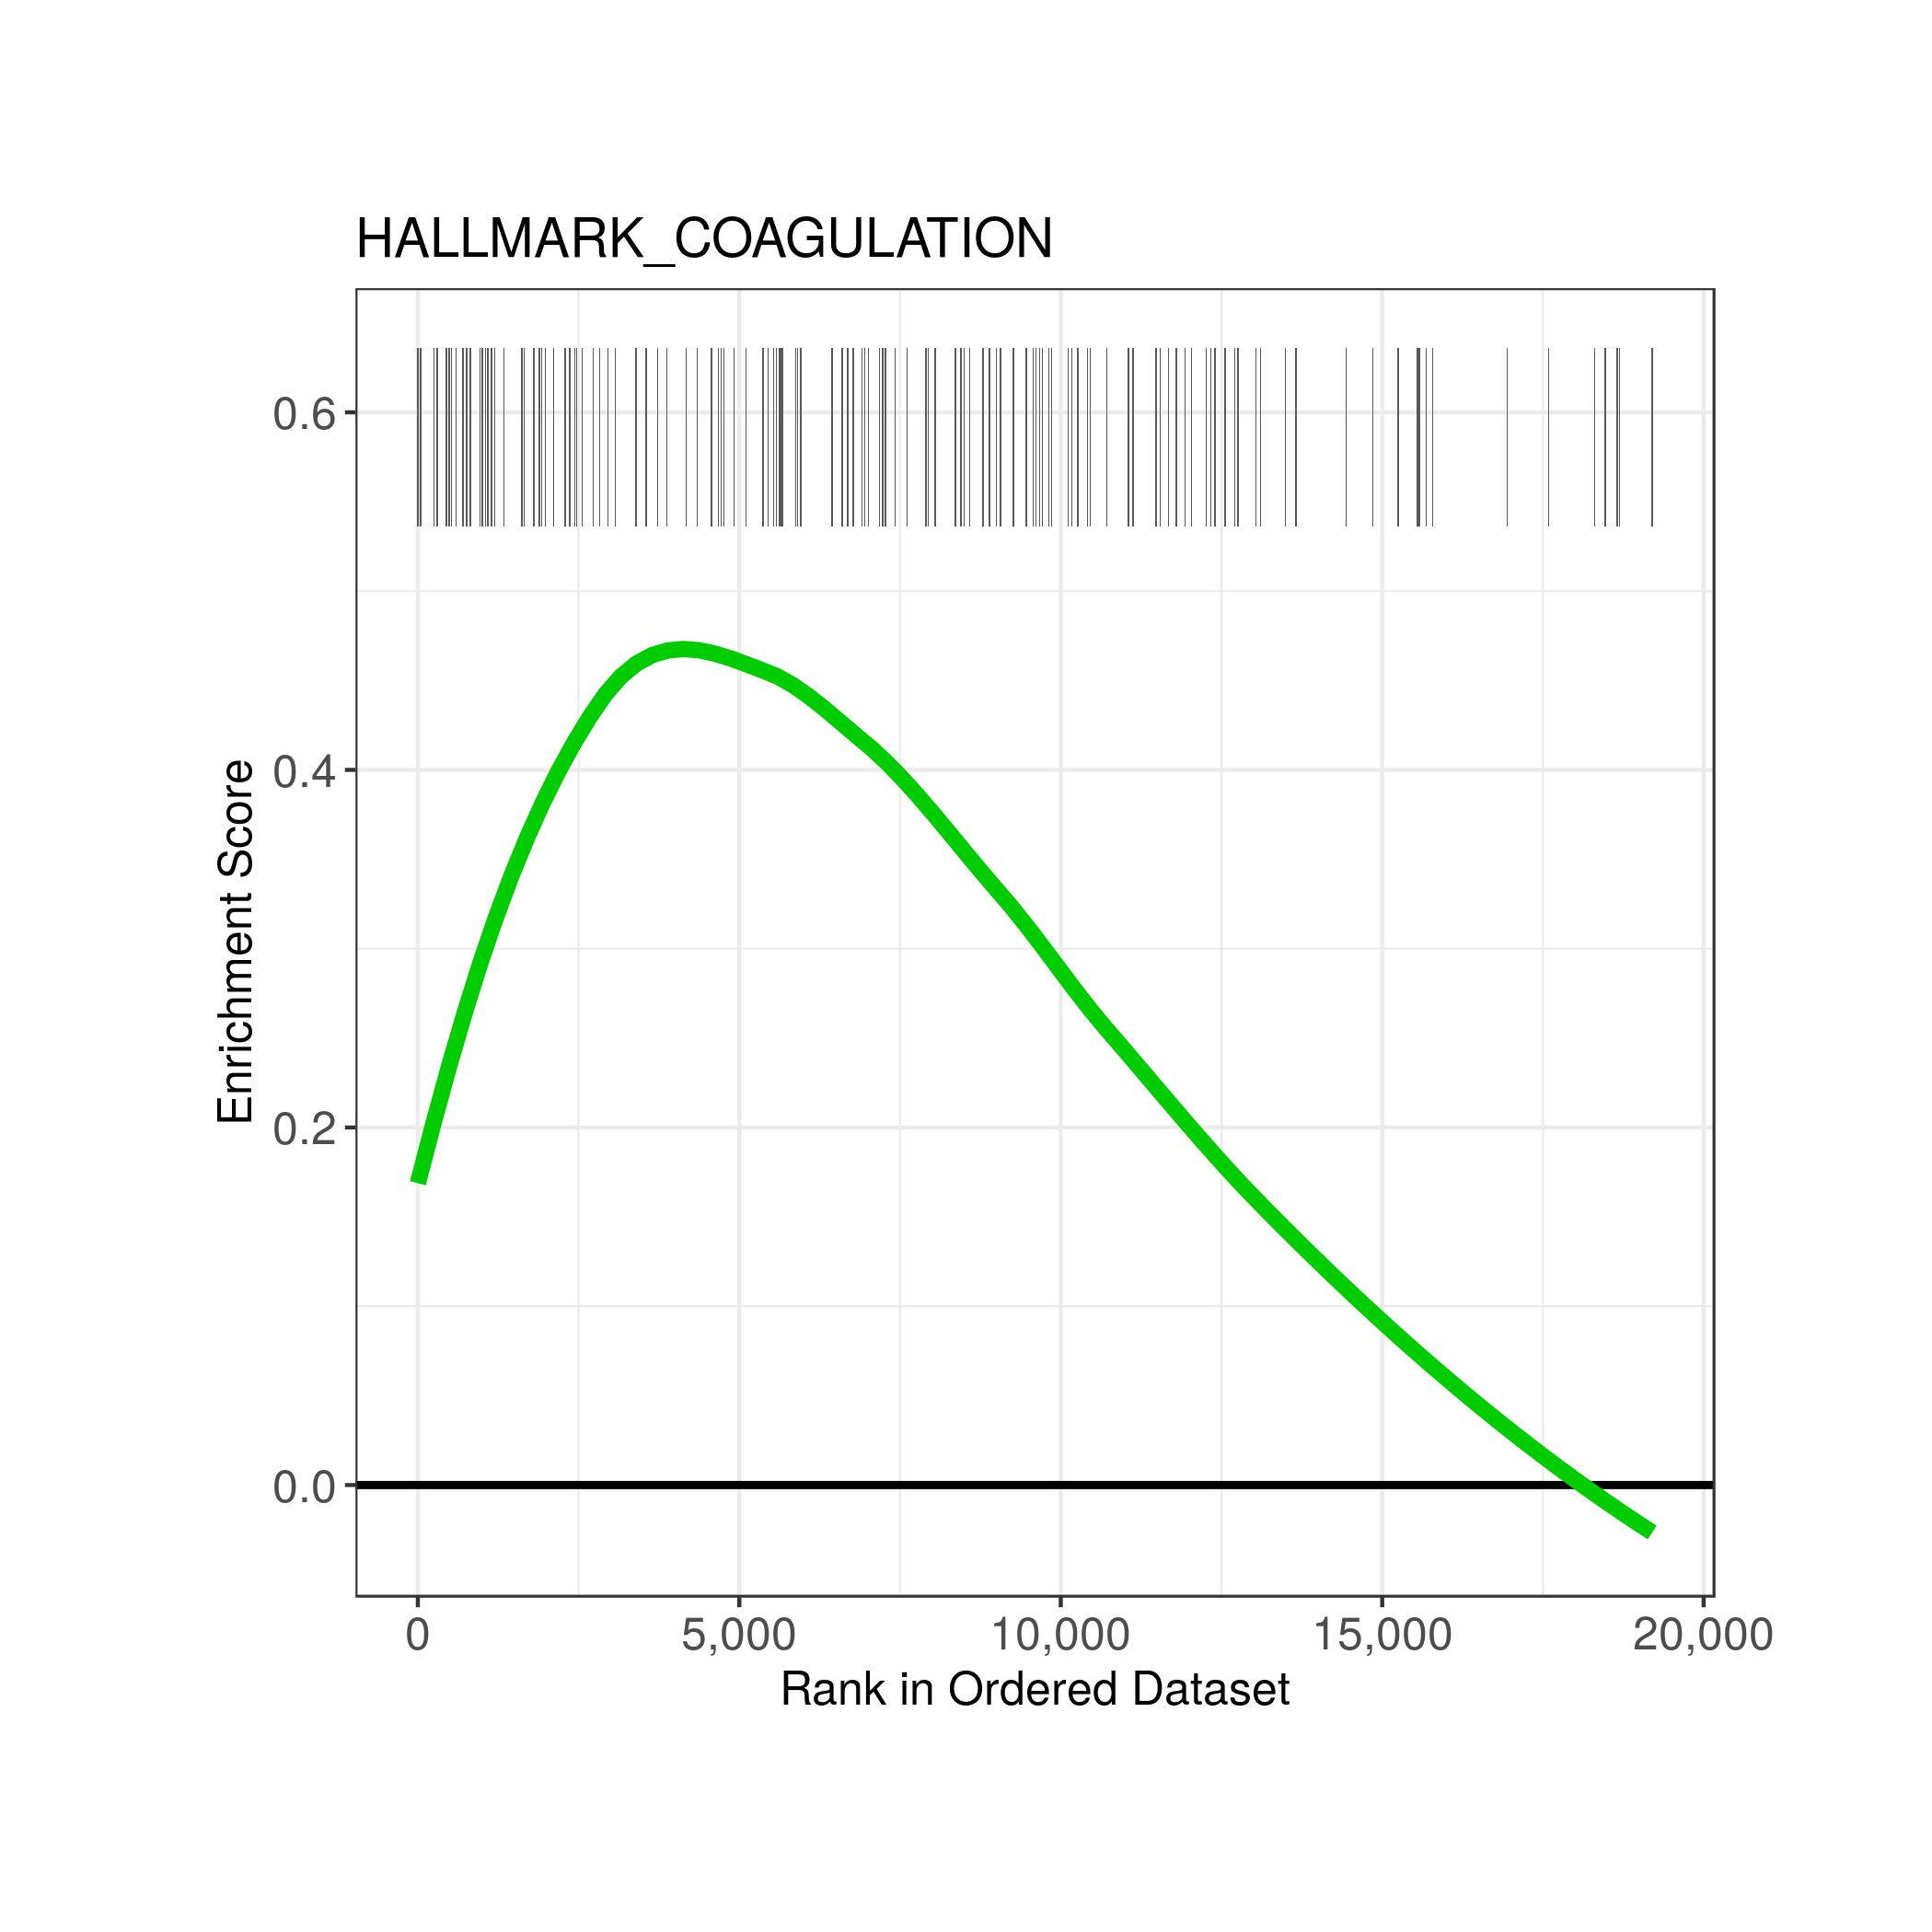 HALLMARK_COAGULATION
0.6
0.4
0.2
0.0
Enrichment Score
0 5,000 10,000 15,000 20,000
Rank in Ordered Dataset